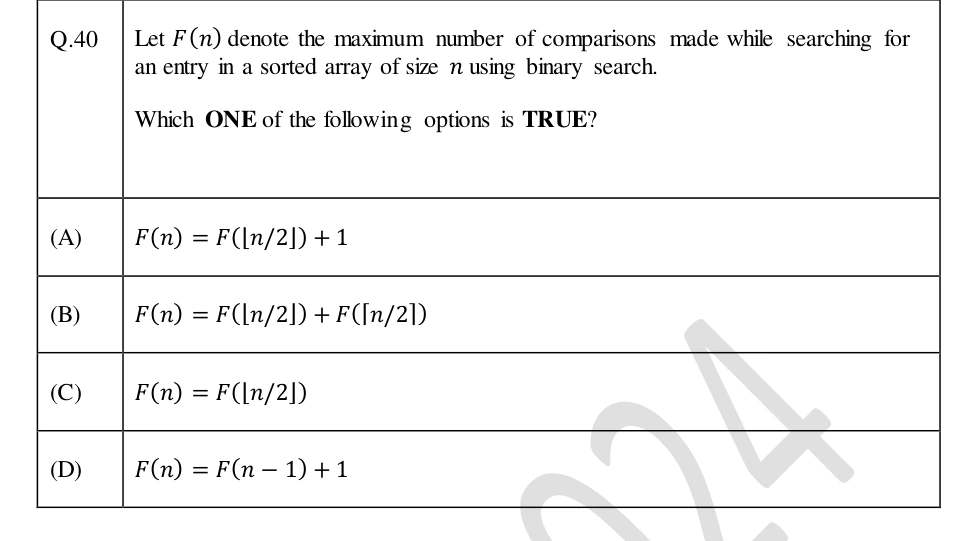 Q.40
Let F(n) denote the maximum number of comparisons made while searching for
an entry in a sorted array of size n using binary search.
Which ONE of the following options is TRUE?
(A) F(n) = F(⌊n/2⌋) + 1
(B) F(n) = F(⌊n/2⌋) + F(⌈n/2⌉)
(C) F(n) = F(⌊n/2⌋)
(D) F(n) = F(n − 1) + 1